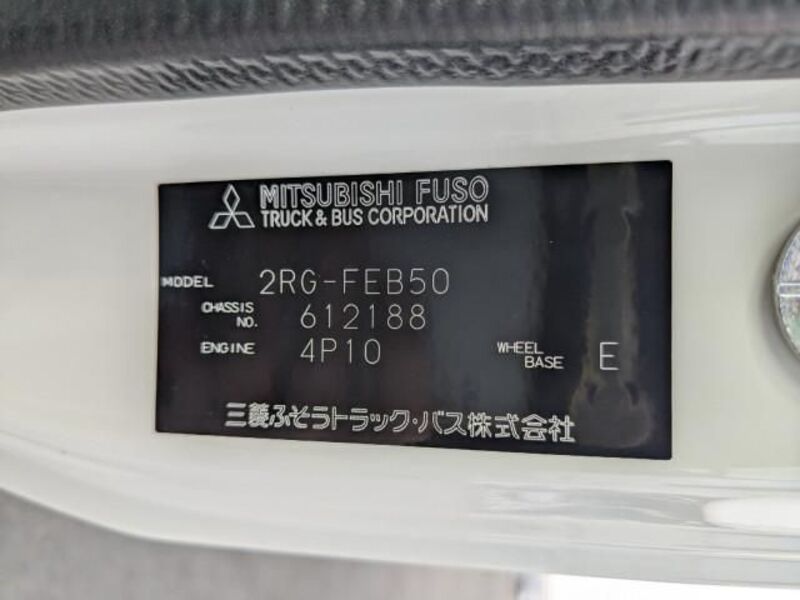 MITSUBISHI FUSO
TRUCK & BUS CORPORATION
MODEL 2RG-FEB50
CHASSIS NO. 612188
ENGINE 4P10 WHEEL BASE E
三菱ふそうトラック・バス株式会社